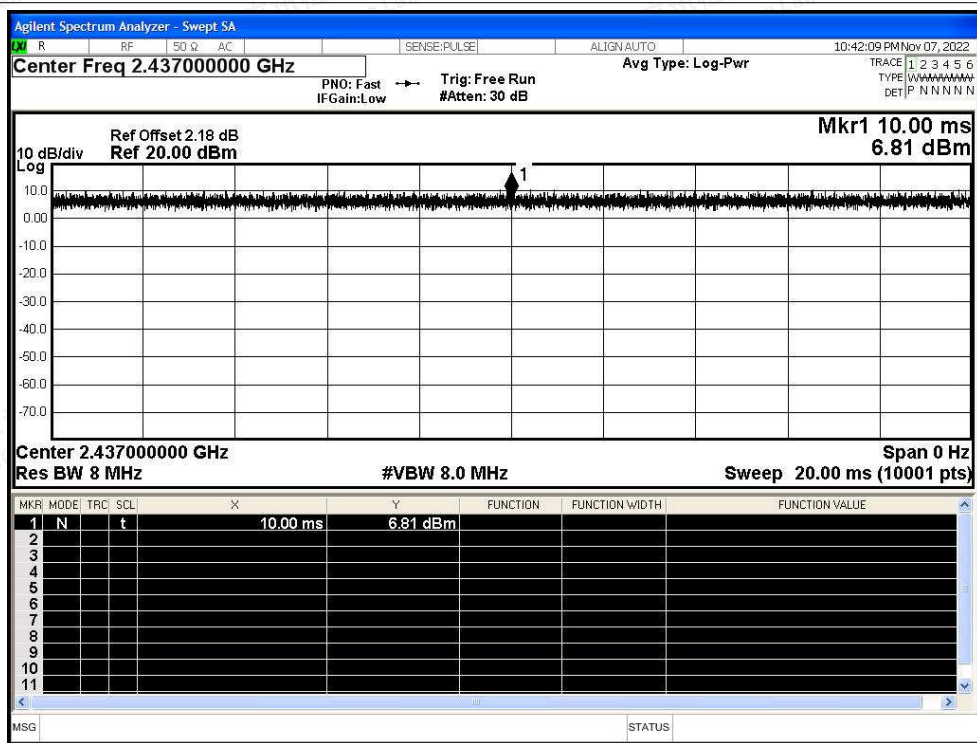 Agilent Spectrum Analyzer - Swept SA
LXI R RF 50 Ω AC SENSE:PULSE ALIGN AUTO 10:42:09 PM Nov 07, 2022
Center Freq 2.437000000 GHz Avg Type: Log-Pwr TRACE 1 2 3 4 5 6
PNO: Fast Trig: Free Run TYPE WWWWWW
IFGain:Low #Atten: 30 dB DET P N N N N N
Ref Offset 2.18 dB Mkr1 10.00 ms
10 dB/div Ref 20.00 dBm 6.81 dBm
Log
1
10.0
0.00
-10.0
-20.0
-30.0
-40.0
-50.0
-60.0
-70.0
Center 2.437000000 GHz Span 0 Hz
Res BW 8 MHz #VBW 8.0 MHz Sweep 20.00 ms (10001 pts)
MKR MODE TRC SCL X Y FUNCTION FUNCTION WIDTH FUNCTION VALUE
1 N t 10.00 ms 6.81 dBm
2
3
4
5
6
7
8
9
10
11
MSG STATUS